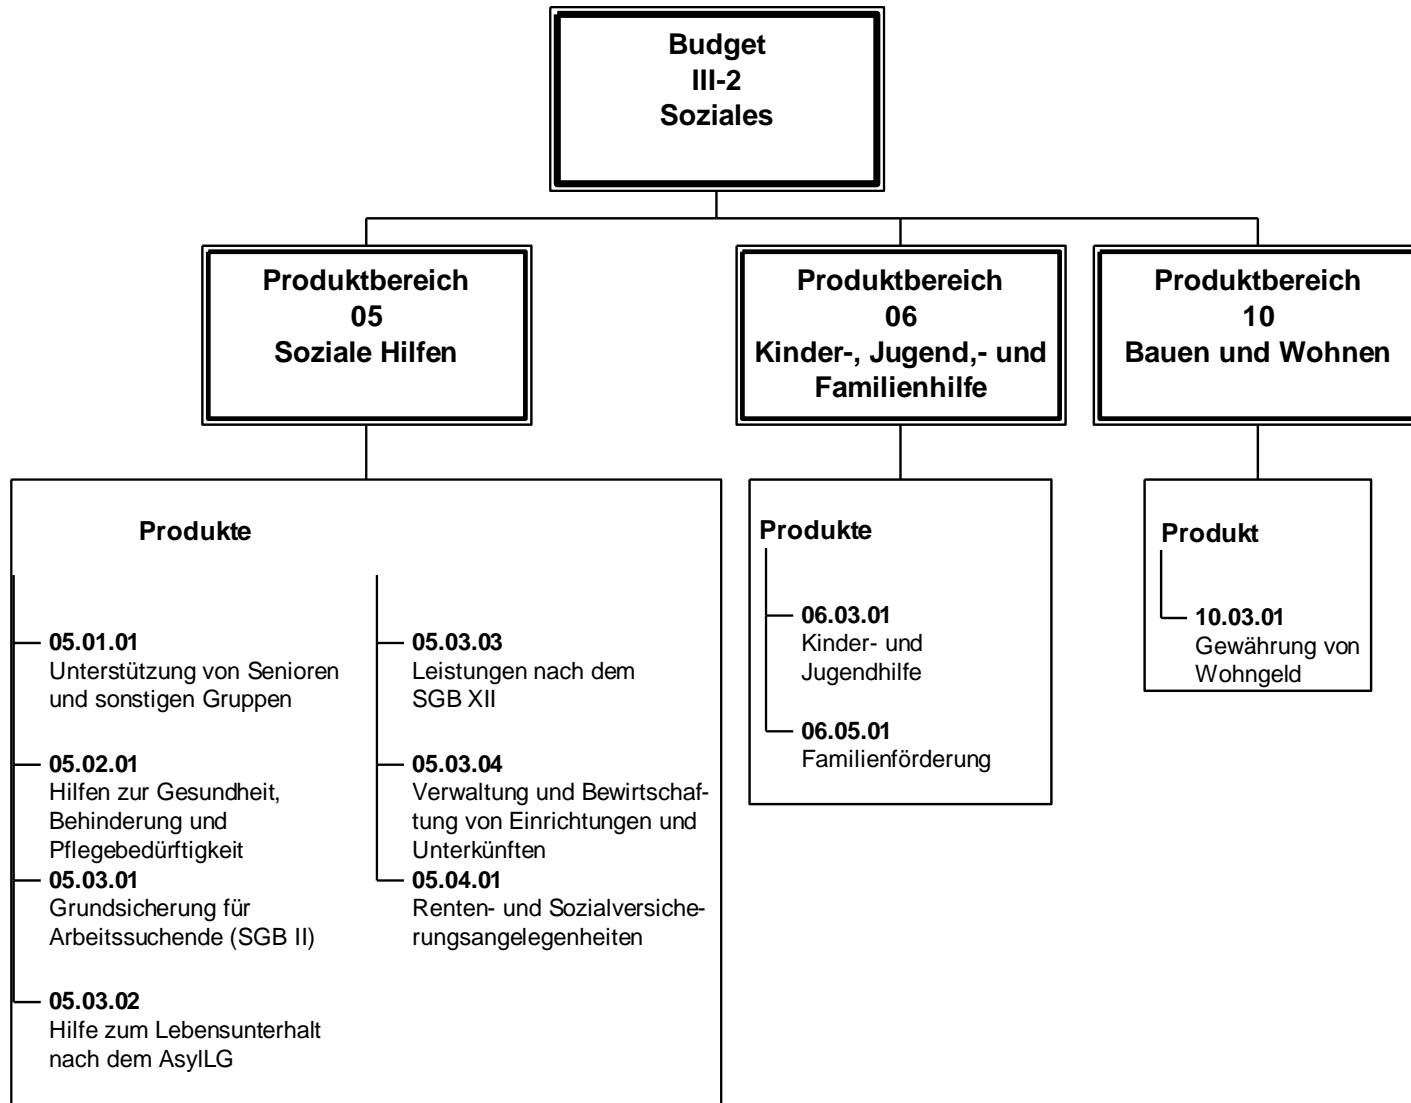 Budget
III-2
Soziales
Produktbereich
05
Soziale Hilfen
Produktbereich
06
Kinder-, Jugend,- und
Familienhilfe
Produktbereich
10
Bauen und Wohnen
Produkte
05.01.01
Unterstützung von Senioren
und sonstigen Gruppen
05.02.01
Hilfen zur Gesundheit,
Behinderung und
Pflegebedürftigkeit
05.03.01
Grundsicherung für
Arbeitssuchende (SGB II)
05.03.02
Hilfe zum Lebensunterhalt
nach dem AsylLG
05.03.03
Leistungen nach dem
SGB XII
05.03.04
Verwaltung und Bewirtschaf-
tung von Einrichtungen und
Unterkünften
05.04.01
Renten- und Sozialversiche-
rungsangelegenheiten
Produkte
06.03.01
Kinder- und
Jugendhilfe
06.05.01
Familienförderung
Produkt
10.03.01
Gewährung von
Wohngeld